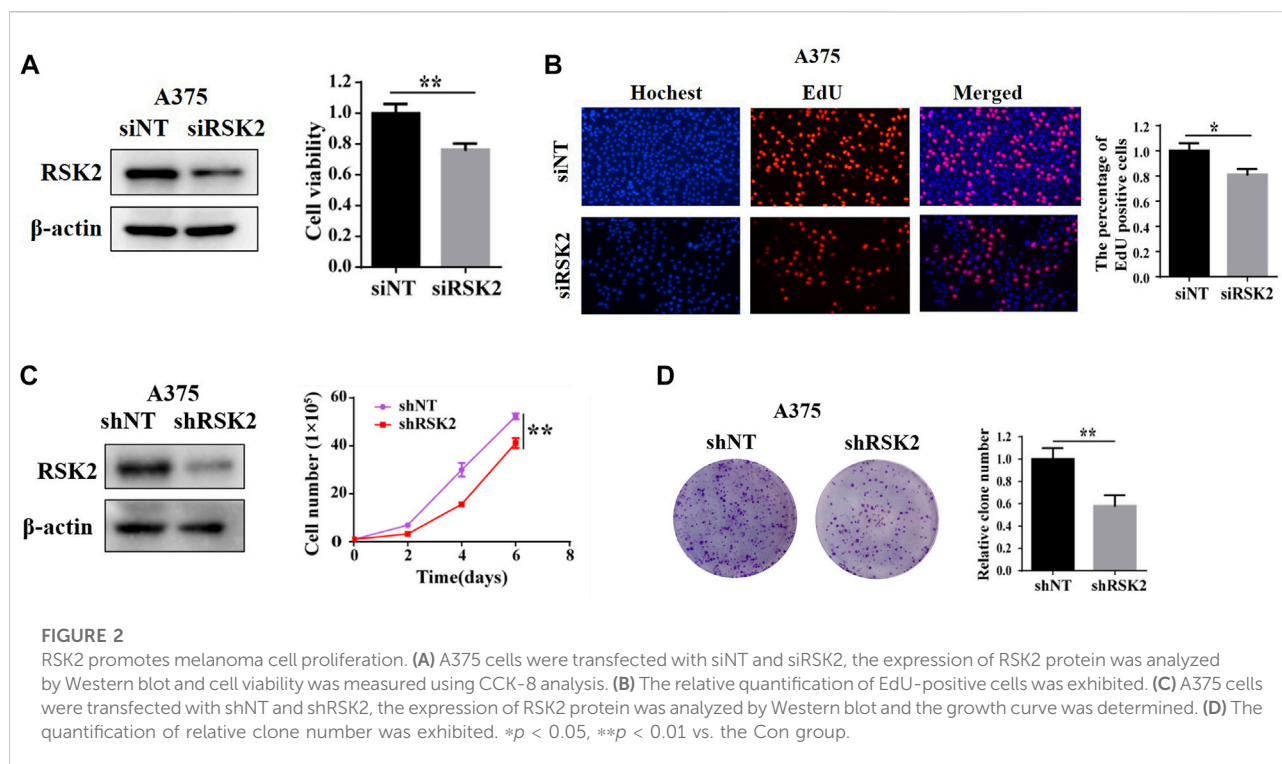 A
A375
siNT siRSK2
RSK2
β-actin
Cell viability
1.2
1.0
0.8
0.6
0.4
0.2
0.0
**
siNT siRSK2
B
A375
Hochest EdU Merged
siNT
siRSK2
The percentage of
EdU positive cells
1.2
1.0
0.8
0.6
0.4
0.2
0.0
*
siNT siRSK2
C
A375
shNT shRSK2
RSK2
β-actin
Cell number (1×10⁵)
60
40
20
0
shNT
shRSK2
**
0 2 4 6 8
Time(days)
D
A375
shNT shRSK2
Relative clone number
1.4
1.2
1.0
0.8
0.6
0.4
0.2
0.0
**
shNT shRSK2
FIGURE 2
RSK2 promotes melanoma cell proliferation. (A) A375 cells were transfected with siNT and siRSK2, the expression of RSK2 protein was analyzed
by Western blot and cell viability was measured using CCK-8 analysis. (B) The relative quantification of EdU-positive cells was exhibited. (C) A375 cells
were transfected with shNT and shRSK2, the expression of RSK2 protein was analyzed by Western blot and the growth curve was determined. (D) The
quantification of relative clone number was exhibited. *p < 0.05, **p < 0.01 vs. the Con group.